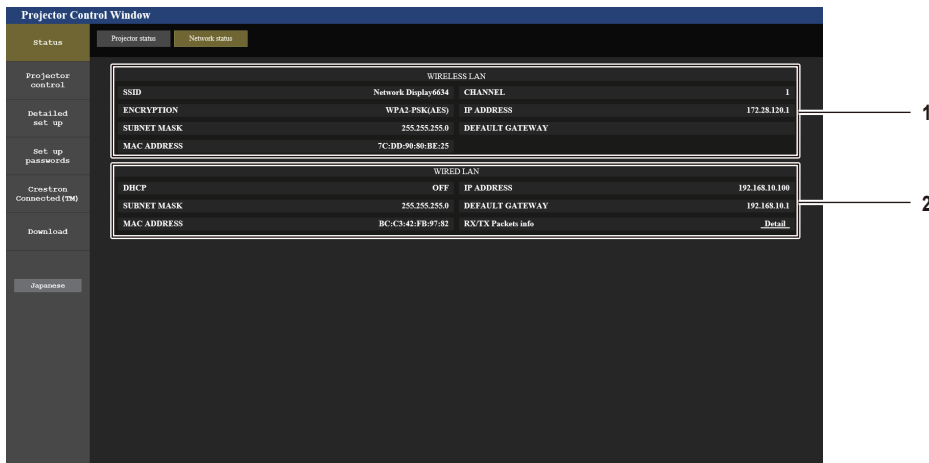 Projector Control Window
Status
Projector status Network status
Projector
control
Detailed
set up
Set up
passwords
Crestron
Connected(TM)
Download
Japanese
WIRELESS LAN
SSID Network Display6634 CHANNEL 1
ENCRYPTION WPA2-PSK(AES) IP ADDRESS 172.28.120.1
SUBNET MASK 255.255.255.0 DEFAULT GATEWAY
MAC ADDRESS 7C:DD:90:80:BE:25
1
WIRED LAN
DHCP OFF IP ADDRESS 192.168.10.100
SUBNET MASK 255.255.255.0 DEFAULT GATEWAY 192.168.10.1
MAC ADDRESS BC:C3:42:FB:97:82 RX/TX Packets info Detail
2